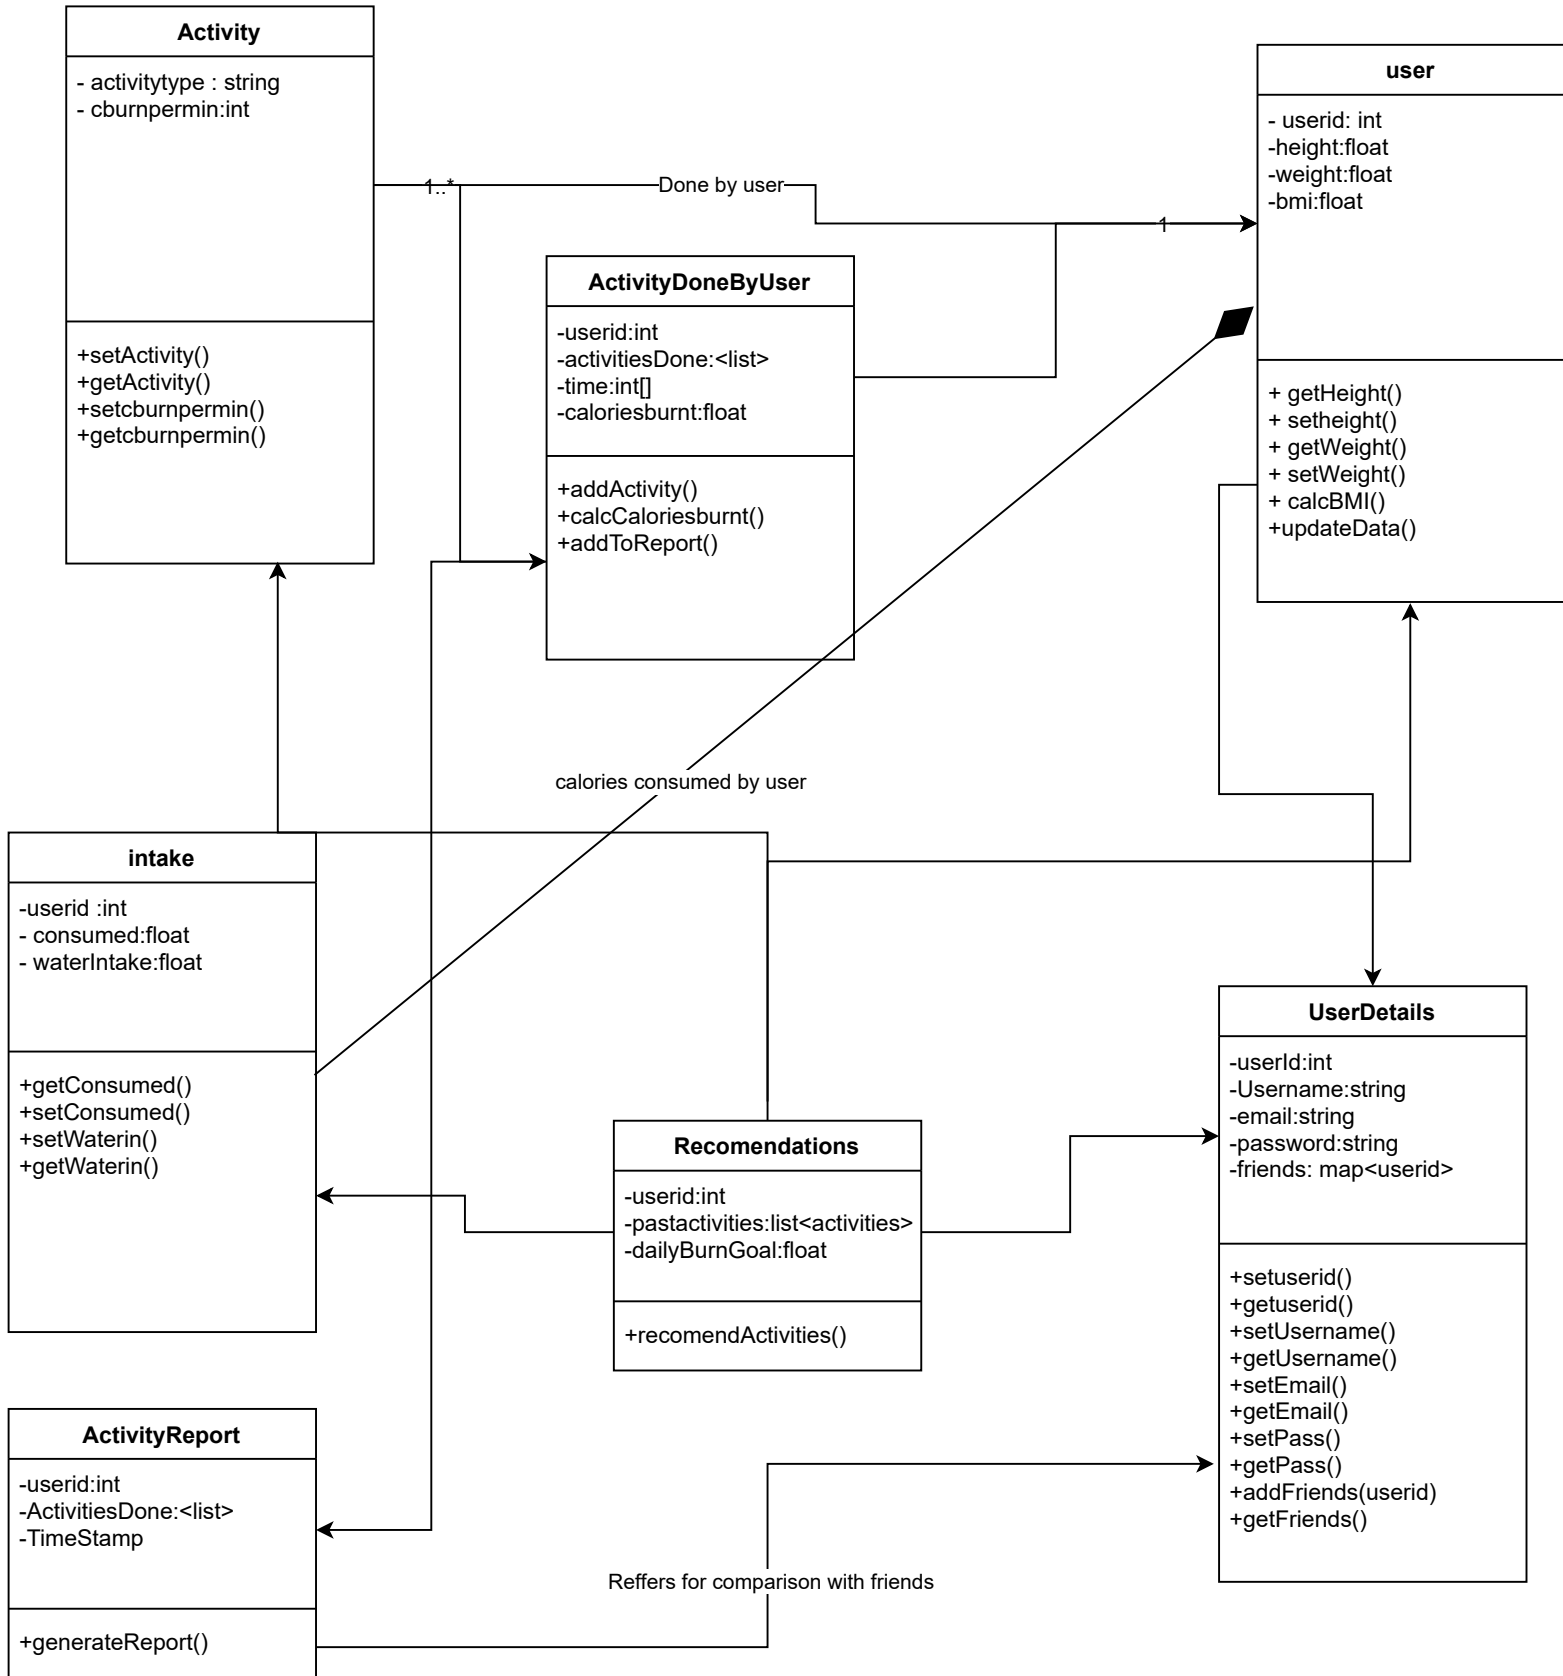 Activity
- activitytype : string
- cburnpermin:int
+setActivity()
+getActivity()
+setcburnpermin()
+getcburnpermin()
1..*
Done by user
1
user
- userid: int
-height:float
-weight:float
-bmi:float
+ getHeight()
+ setheight()
+ getWeight()
+ setWeight()
+ calcBMI()
+updateData()
ActivityDoneByUser
-userid:int
-activitiesDone:<list>
-time:int[]
-caloriesburnt:float
+addActivity()
+calcCaloriesburnt()
+addToReport()
calories consumed by user
intake
-userid :int
- consumed:float
- waterIntake:float
+getConsumed()
+setConsumed()
+setWaterin()
+getWaterin()
Recomendations
-userid:int
-pastactivities:list<activities>
-dailyBurnGoal:float
+recomendActivities()
UserDetails
-userId:int
-Username:string
-email:string
-password:string
-friends: map<userid>
+setuserid()
+getuserid()
+setUsername()
+getUsername()
+setEmail()
+getEmail()
+setPass()
+getPass()
+addFriends(userid)
+getFriends()
ActivityReport
-userid:int
-ActivitiesDone:<list>
-TimeStamp
+generateReport()
Reffers for comparison with friends